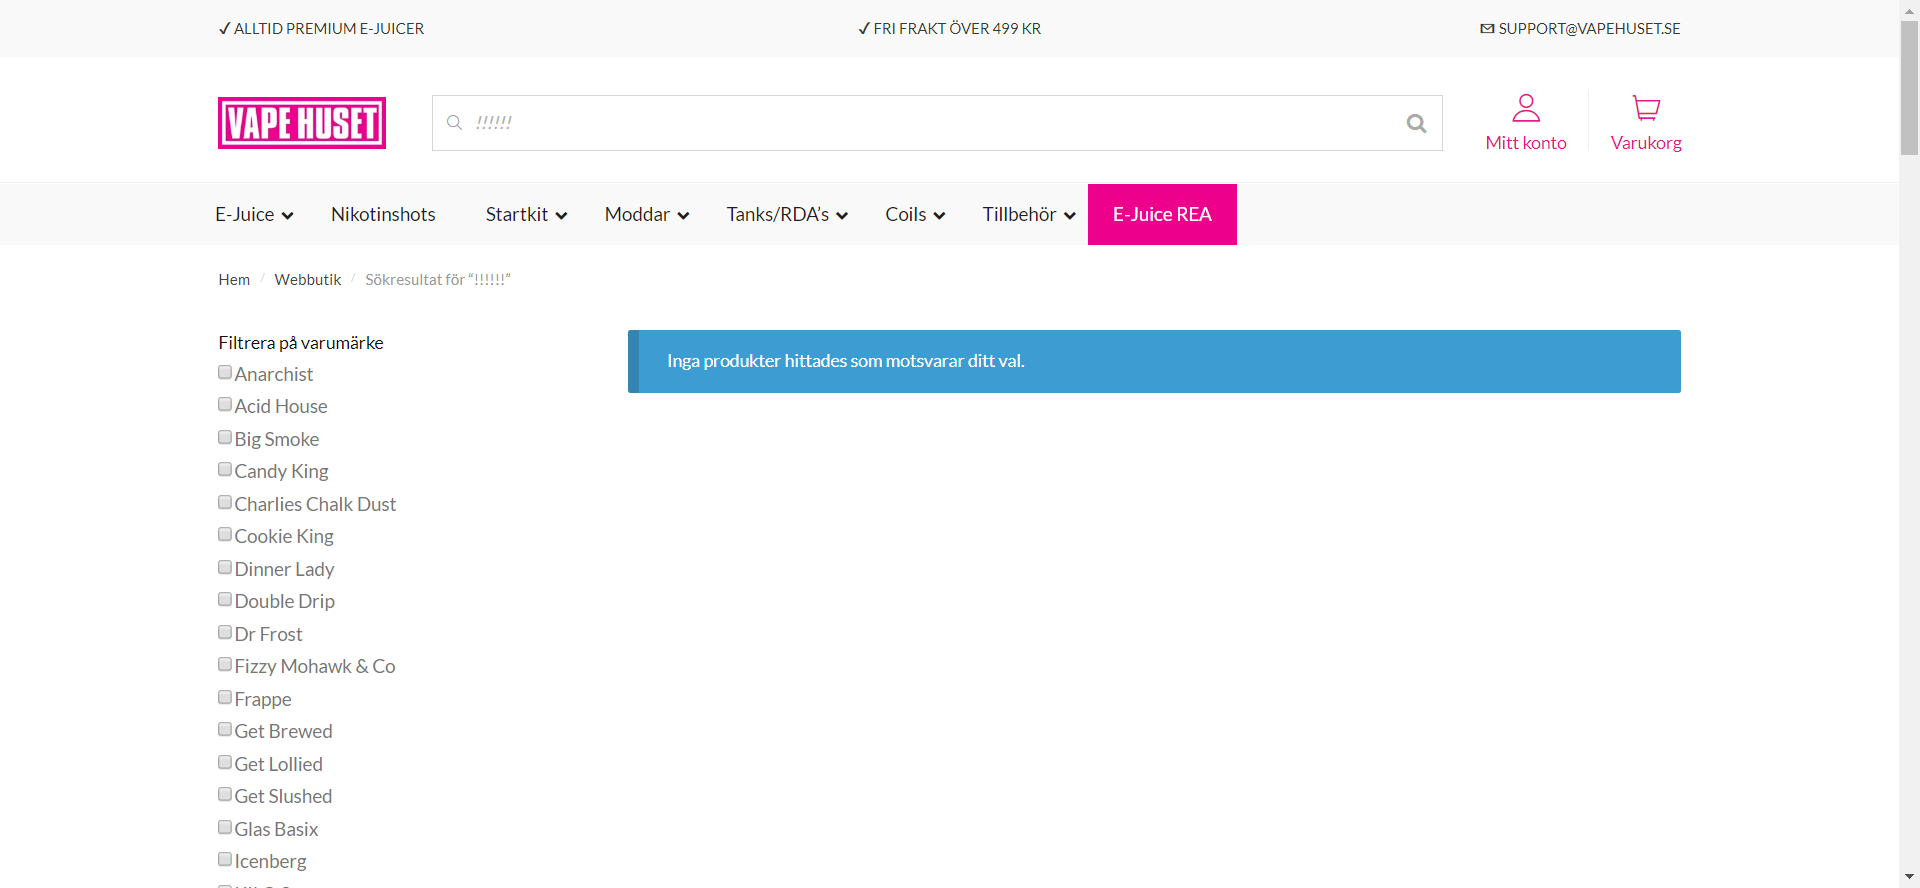 ALLTID PREMIUM E-JUICER
FRI FRAKT ÖVER 499 KR
SUPPORT@VAPEHUSET.SE
VAPE HUSET
!!!!!!
Mitt konto
Varukorg
E-Juice
Nikotinshots
Startkit
Moddar
Tanks/RDA’s
Coils
Tillbehör
E-Juice REA
Hem / Webbutik / Sökresultat för “!!!!!!”
Filtrera på varumärke
Anarchist
Acid House
Big Smoke
Candy King
Charlies Chalk Dust
Cookie King
Dinner Lady
Double Drip
Dr Frost
Fizzy Mohawk & Co
Frappe
Get Brewed
Get Lollied
Get Slushed
Glas Basix
Icenberg
Inga produkter hittades som motsvarar ditt val.